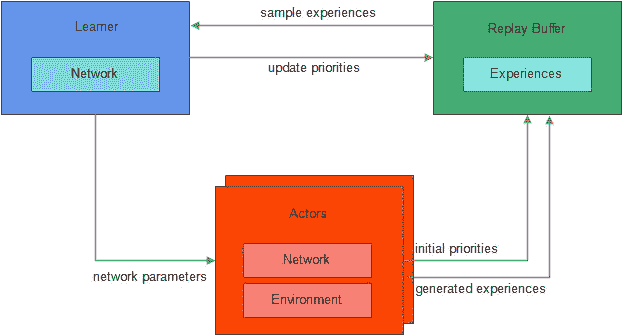 Learner
Network
sample experiences
update priorities
Replay Buffer
Experiences
network parameters
Actors
Network
Environment
initial priorities
generated experiences